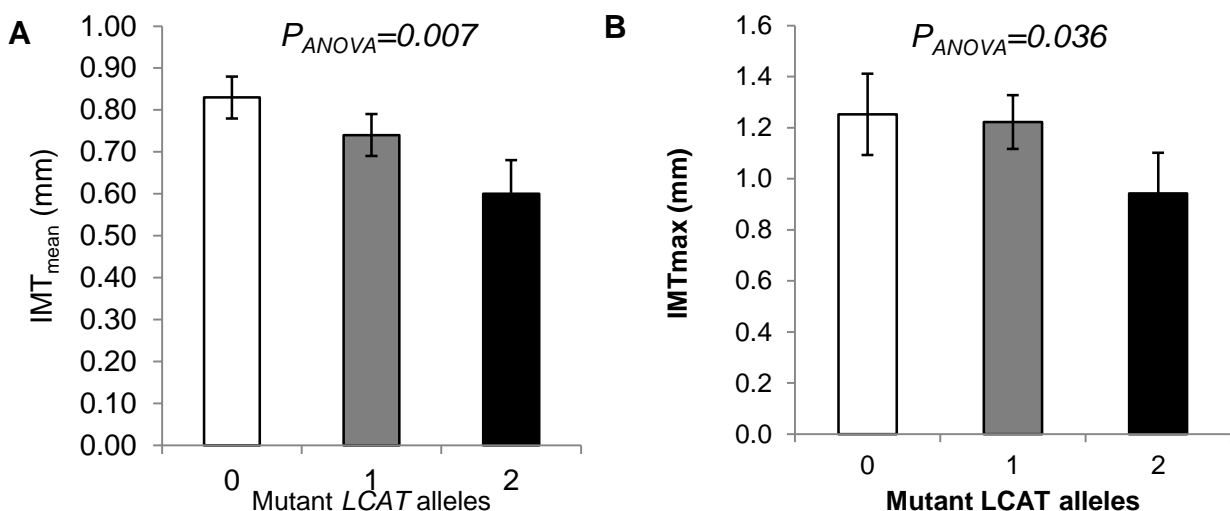 A
P_ANOVA=0.007
IMT_mean (mm)
1.00
0.90
0.80
0.70
0.60
0.50
0.40
0.30
0.20
0.10
0.00
0 1 2
Mutant LCAT alleles
B
P_ANOVA=0.036
IMTmax (mm)
1.6
1.4
1.2
1.0
0.8
0.6
0.4
0.2
0.0
0 1 2
Mutant LCAT alleles